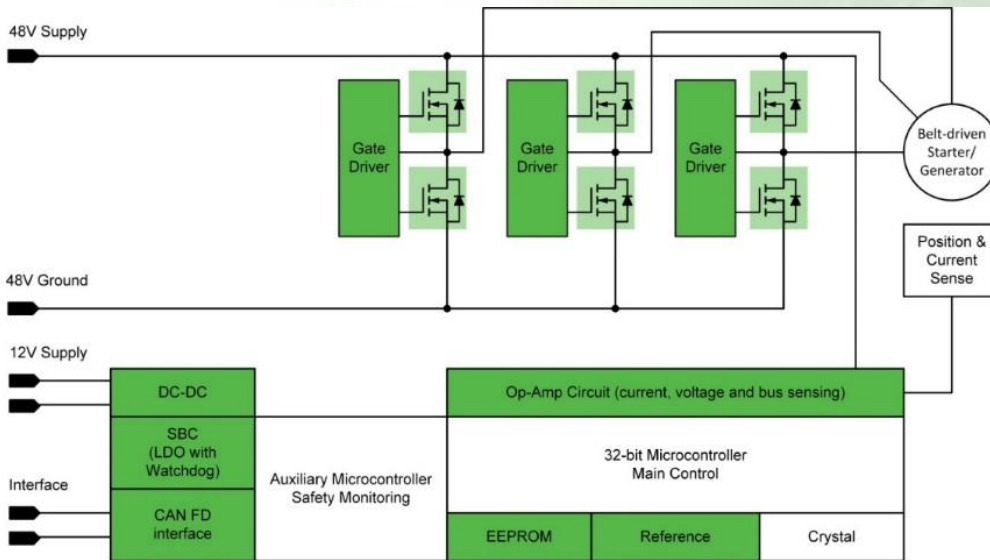 48V Supply
Gate
Driver
Gate
Driver
Gate
Driver
Belt-driven
Starter/
Generator
Position &
Current
Sense
48V Ground
12V Supply
DC-DC
Op-Amp Circuit (current, voltage and bus sensing)
SBC
(LDO with
Watchdog)
Auxiliary Microcontroller
Safety Monitoring
32-bit Microcontroller
Main Control
Interface
CAN FD
interface
EEPROM
Reference
Crystal